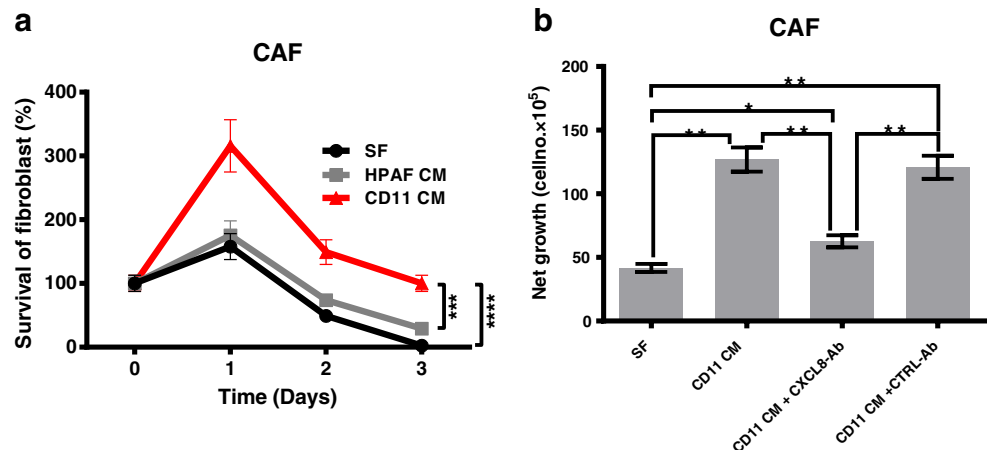 a
CAF
Survival of fibroblast (%)
400
300
200
100
0
SF
HPAF CM
CD11 CM
***
****
0 1 2 3
Time (Days)
b
CAF
Net growth (cellno.×10⁵)
200
150
100
50
0
**
*
** ** **
SF
CD11 CM
CD11 CM + CXCL8-Ab
CD11 CM +CTRL-Ab